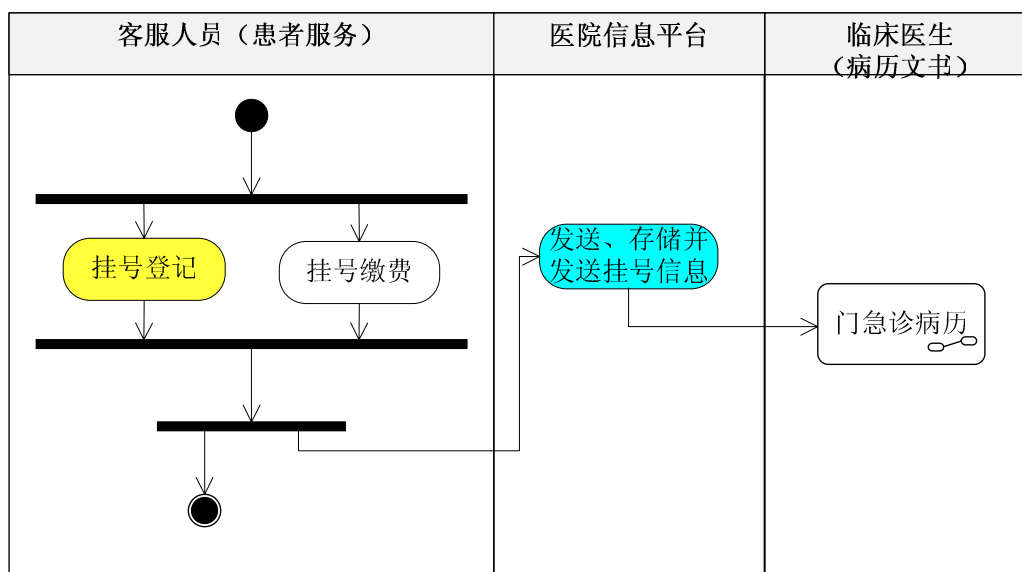 客服人员（患者服务）
医院信息平台
临床医生
（病历文书）
挂号登记
挂号缴费
发送、存储并
发送挂号信息
门急诊病历